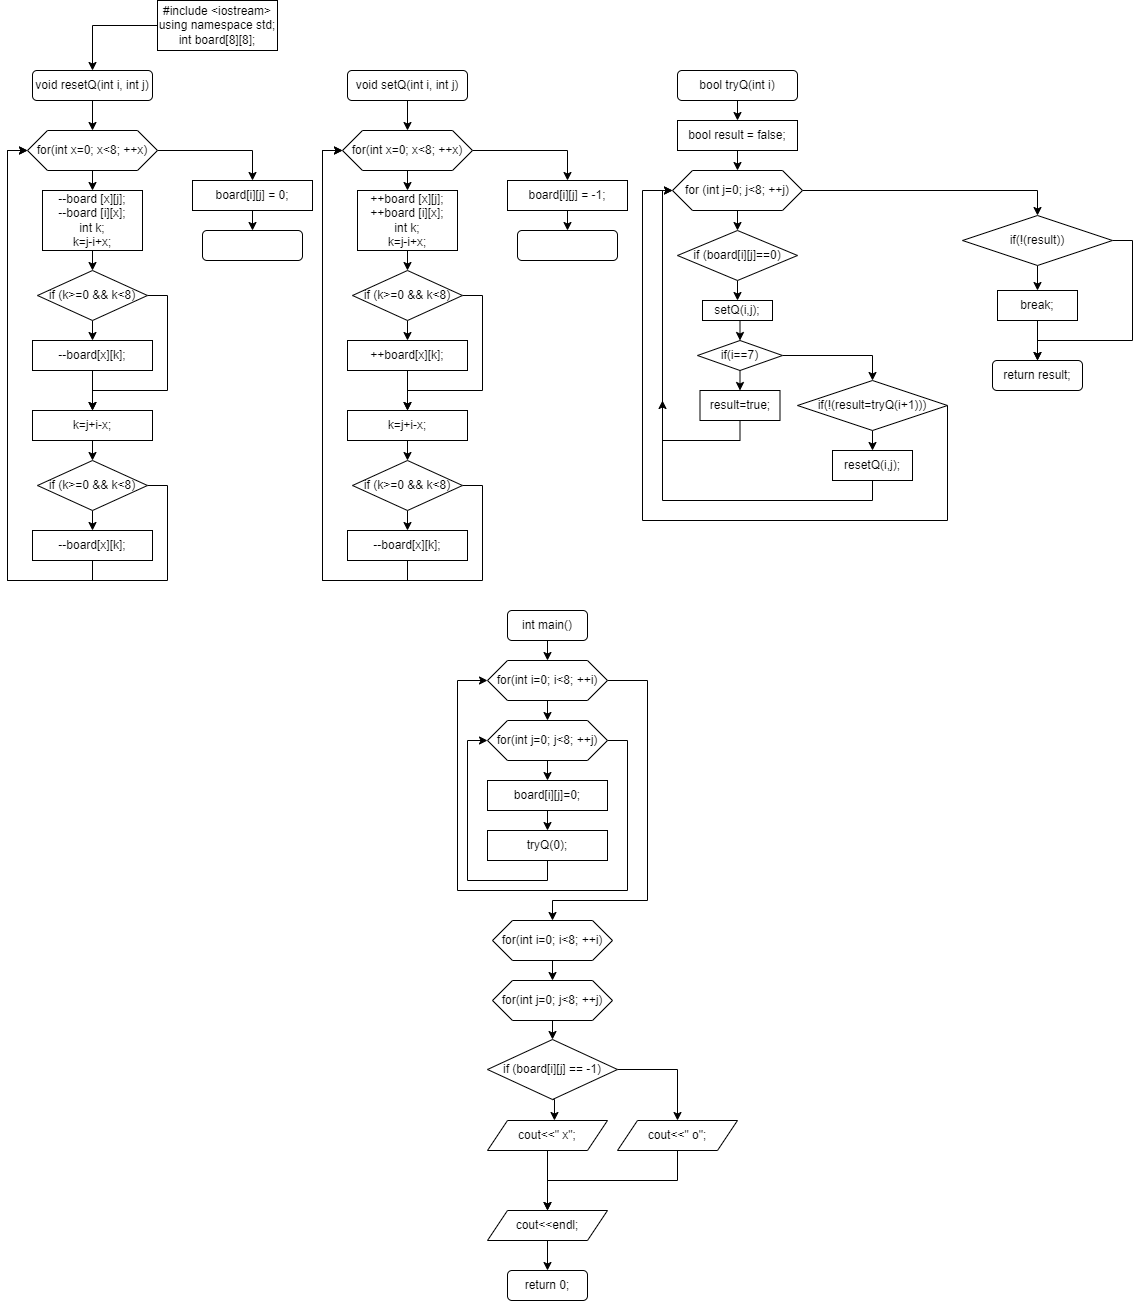 #include <iostream>
using namespace std;
int board[8][8];
void resetQ(int i, int j)
for(int x=0; x<8; ++x)
--board [x][j];
--board [i][x];
int k;
k=j-i+x;
board[i][j] = 0;
if (k>=0 && k<8)
--board[x][k];
k=j+i-x;
if (k>=0 && k<8)
--board[x][k];
void setQ(int i, int j)
for(int x=0; x<8; ++x)
++board [x][j];
++board [i][x];
int k;
k=j-i+x;
board[i][j] = -1;
if (k>=0 && k<8)
++board[x][k];
k=j+i-x;
if (k>=0 && k<8)
--board[x][k];
bool tryQ(int i)
bool result = false;
for (int j=0; j<8; ++j)
if (board[i][j]==0)
setQ(i,j);
if(i==7)
result=true;
if(!(result=tryQ(i+1)))
resetQ(i,j);
if(!(result))
break;
return result;
int main()
for(int i=0; i<8; ++i)
for(int j=0; j<8; ++j)
board[i][j]=0;
tryQ(0);
for(int i=0; i<8; ++i)
for(int j=0; j<8; ++j)
if (board[i][j] == -1)
cout<<" x";
cout<<" o";
cout<<endl;
return 0;